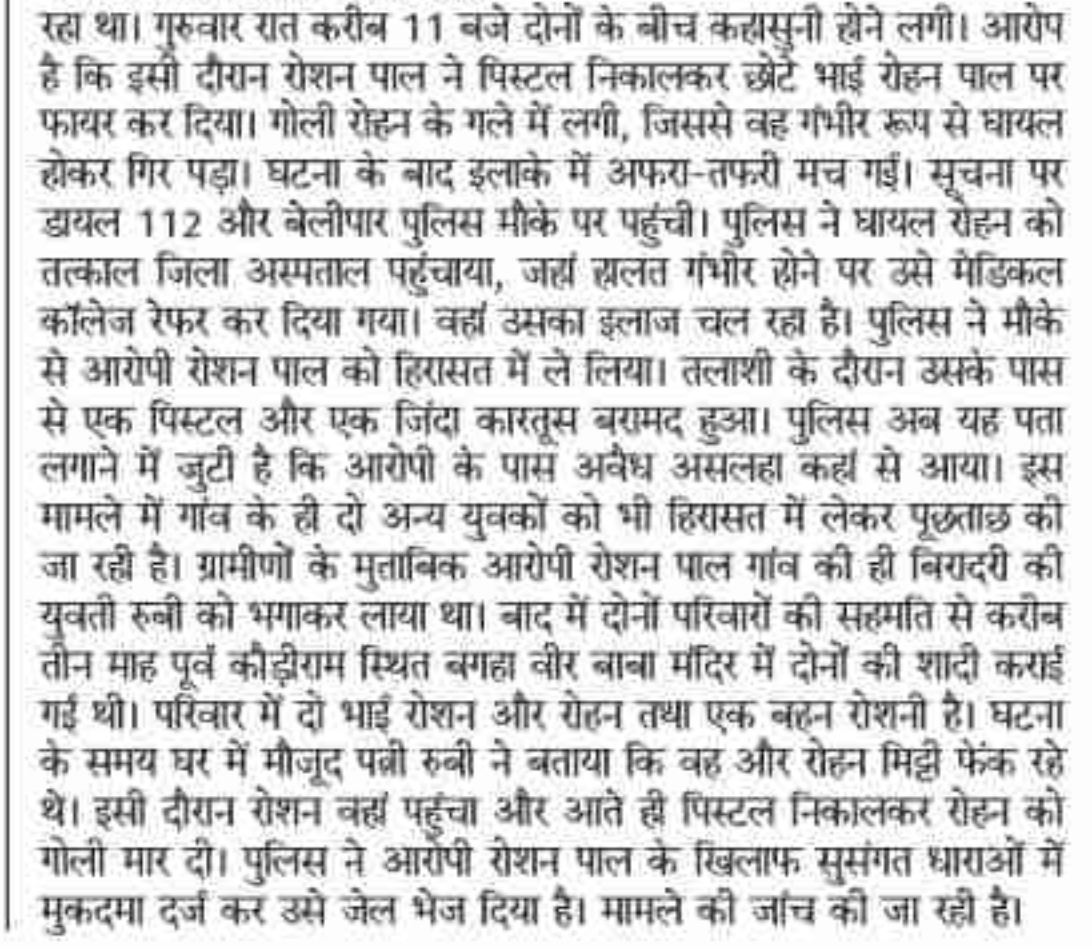 रहा था। गुरुवार रात करीब 11 बजे दोनों के बीच कहासुनी होने लगी। आरोप
है कि इसी दौरान रोशन पाल ने पिस्टल निकालकर छोटे भाई रोहन पाल पर
फायर कर दिया। गोली रोहन के गले में लगी, जिससे वह गंभीर रूप से घायल
होकर गिर पड़ा। घटना के बाद इलाके में अफरा-तफरी मच गई। सूचना पर
डायल 112 और बेलीपार पुलिस मौके पर पहुंची। पुलिस ने घायल रोहन को
तत्काल जिला अस्पताल पहुंचाया, जहां हालत गंभीर होने पर उसे मेडिकल
कॉलेज रेफर कर दिया गया। वहां उसका इलाज चल रहा है। पुलिस ने मौके
से आरोपी रोशन पाल को हिरासत में ले लिया। तलाशी के दौरान उसके पास
से एक पिस्टल और एक जिंदा कारतूस बरामद हुआ। पुलिस अब यह पता
लगाने में जुटी है कि आरोपी के पास अवैध असलहा कहां से आया। इस
मामले में गांव के ही दो अन्य युवकों को भी हिरासत में लेकर पूछताछ की
जा रही है। ग्रामीणों के मुताबिक आरोपी रोशन पाल गांव की ही बिरादरी की
युवती रुबी को भगाकर लाया था। बाद में दोनों परिवारों की सहमति से करीब
तीन माह पूर्व कौड़ीराम स्थित बगहा वीर बाबा मंदिर में दोनों की शादी कराई
गई थी। परिवार में दो भाई रोशन और रोहन तथा एक बहन रोशनी है। घटना
के समय घर में मौजूद पत्नी रुबी ने बताया कि वह और रोहन मिट्टी फेंक रहे
थे। इसी दौरान रोशन वहां पहुंचा और आते ही पिस्टल निकालकर रोहन को
गोली मार दी। पुलिस ने आरोपी रोशन पाल के खिलाफ सुसंगत धाराओं में
मुकदमा दर्ज कर उसे जेल भेज दिया है। मामले की जांच की जा रही है।